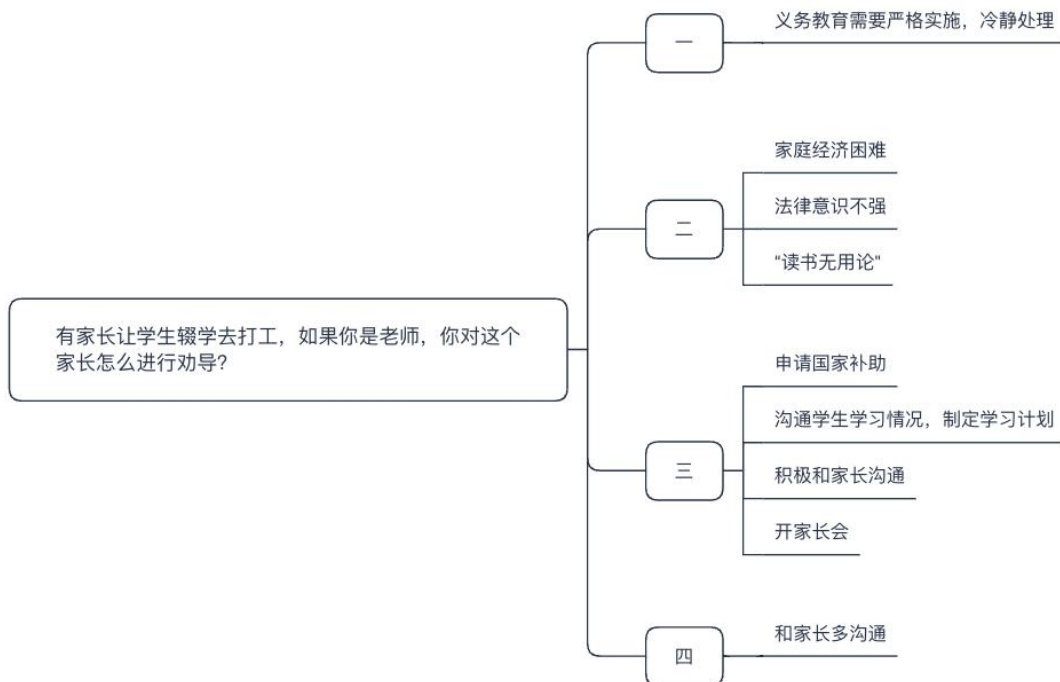 有家长让学生辍学去打工，如果你是老师，你对这个
家长怎么进行劝导？
一
义务教育需要严格实施，冷静处理
二
家庭经济困难
法律意识不强
"读书无用论"
三
申请国家补助
沟通学生学习情况，制定学习计划
积极和家长沟通
开家长会
四
和家长多沟通